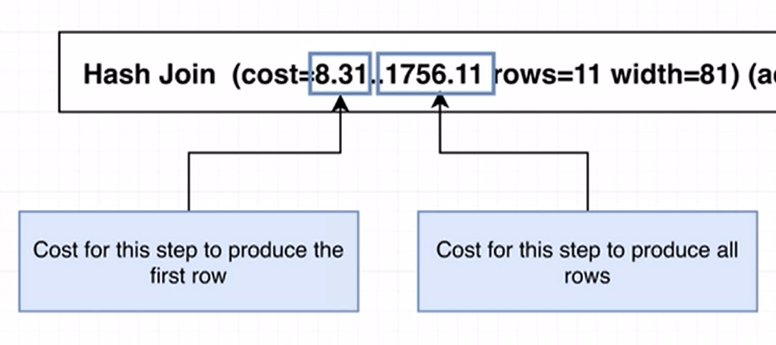 Hash Join (cost=8.31..1756.11 rows=11 width=81) (a
Cost for this step to produce the
first row
Cost for this step to produce all
rows